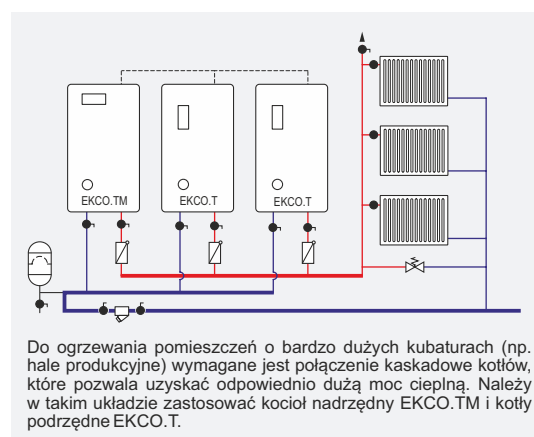 EKCO.TM EKCO.T EKCO.T
Do ogrzewania pomieszczeń o bardzo dużych kubaturach (np.
hale produkcyjne) wymagane jest połączenie kaskadowe kotłów,
które pozwala uzyskać odpowiednio dużą moc cieplną. Należy
w takim układzie zastosować kocioł nadrzędny EKCO.TM i kotły
podrzędne EKCO.T.